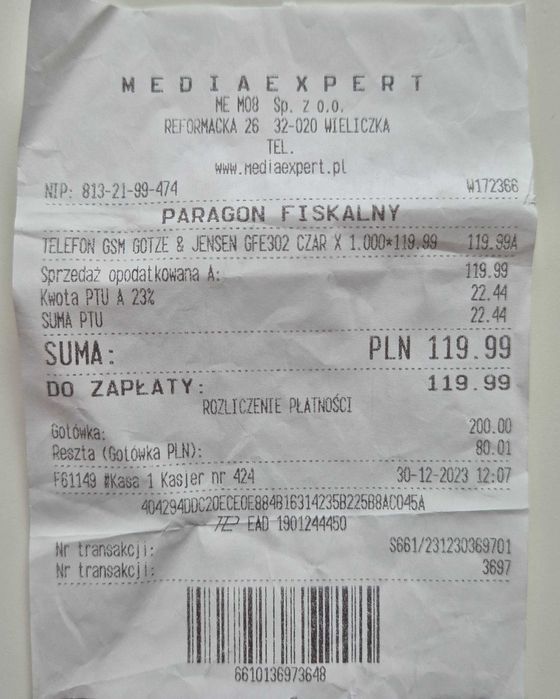 MEDIAEXPERT
ME M08 Sp. z o.o.
REFORMACKA 26 32-020 WIELICZKA
TEL.
www.mediaexpert.pl
NIP: 813-21-99-474 W172366
PARAGON FISKALNY
TELEFON GSM GOTZE & JENSEN GFE302 CZAR X 1.000*119.99 119.99A
Sprzedaż opodatkowana A: 119.99
Kwota PTU A 23% 22.44
SUMA PTU 22.44
SUMA: PLN 119.99
DO ZAPŁATY: 119.99
ROZLICZENIE PŁATNOŚCI
Gotówka: 200.00
Reszta (Gotówka PLN): 80.01
F61149 #Kasa 1 Kasjer nr 424 30-12-2023 12:07
404294DDC20ECE0E884B16314235B225B8AC045A
EAD 1901244450
Nr transakcji: S661/231230369701
Nr transakcji: 3697
6610136973648